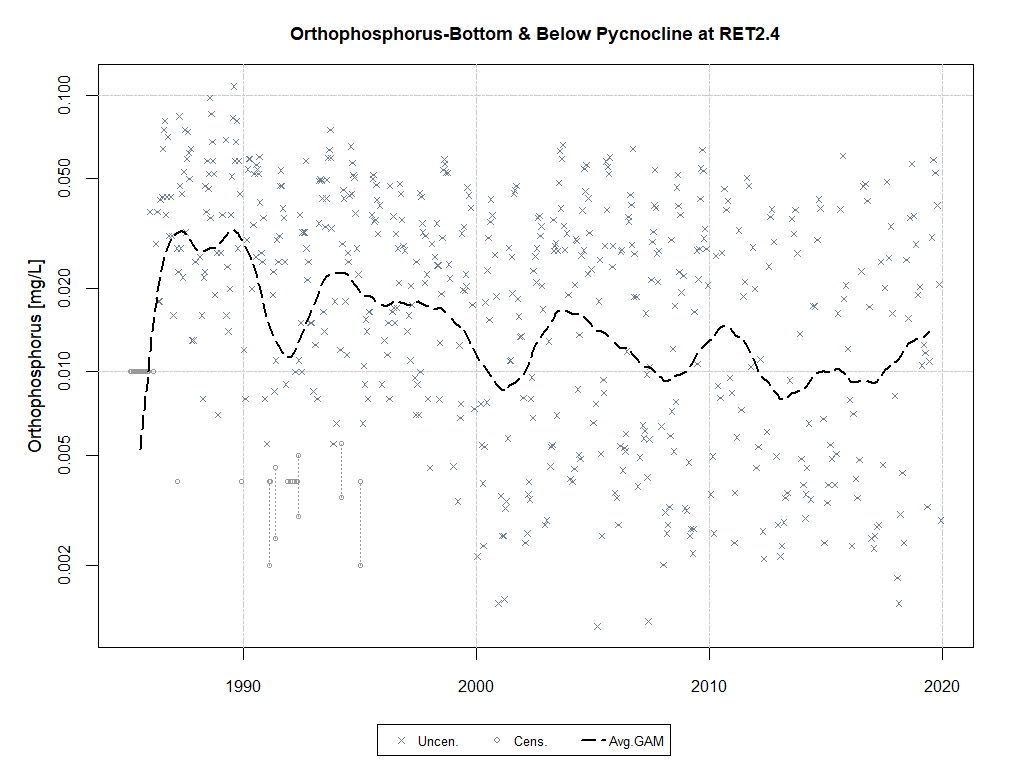 Orthophosphorus-Bottom & Below Pycnocline at RET2.4
Orthophosphorus [mg/L]
0.100
0.050
0.020
0.010
0.005
0.002
1990 2000 2010 2020
Uncen. Cens. Avg.GAM